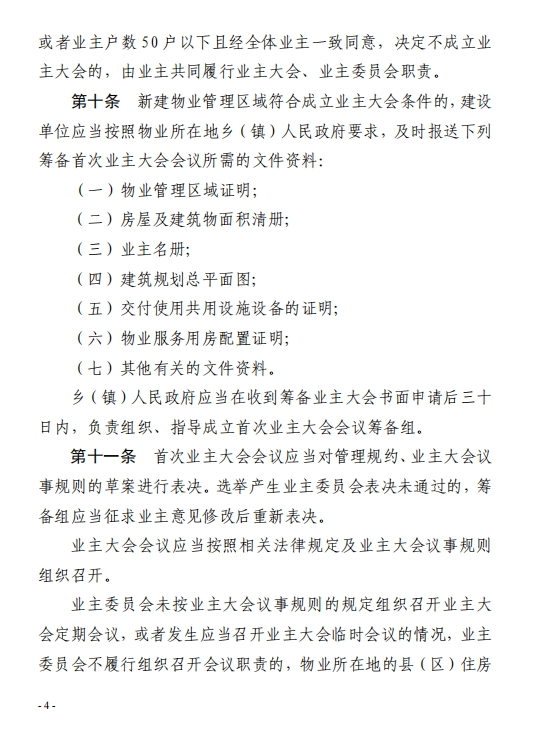 或者业主户数 50 户以下且经全体业主一致同意，决定不成立业
主大会的，由业主共同履行业主大会、业主委员会职责。
第十条　新建物业管理区域符合成立业主大会条件的，建设
单位应当按照物业所在地乡（镇）人民政府要求，及时报送下列
筹备首次业主大会会议所需的文件资料：
（一）物业管理区域证明；
（二）房屋及建筑物面积清册；
（三）业主名册；
（四）建筑规划总平面图；
（五）交付使用共用设施设备的证明；
（六）物业服务用房配置证明；
（七）其他有关的文件资料。
乡（镇）人民政府应当在收到筹备业主大会书面申请后三十
日内，负责组织、指导成立首次业主大会会议筹备组。
第十一条　首次业主大会会议应当对管理规约、业主大会议
事规则的草案进行表决。选举产生业主委员会表决未通过的，筹
备组应当征求业主意见修改后重新表决。
业主大会会议应当按照相关法律规定及业主大会议事规则
组织召开。
业主委员会未按业主大会议事规则的规定组织召开业主大
会定期会议，或者发生应当召开业主大会临时会议的情况，业主
委员会不履行组织召开会议职责的，物业所在地的县（区）住房
- 4 -